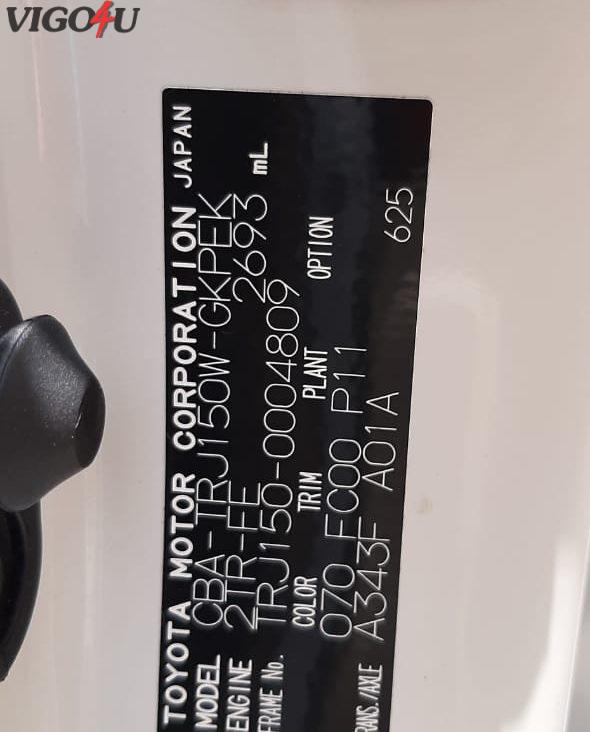 VIGO4U
TOYOTA MOTOR CORPORATION JAPAN
MODEL CBA-TRJ150W-GKPEK
ENGINE 2TR-FE 2693 mL
FRAME No. TRJ150-0004809
COLOR TRIM PLANT OPTION
070 FC00 P11
RANS./AXLE A343F A01A 625